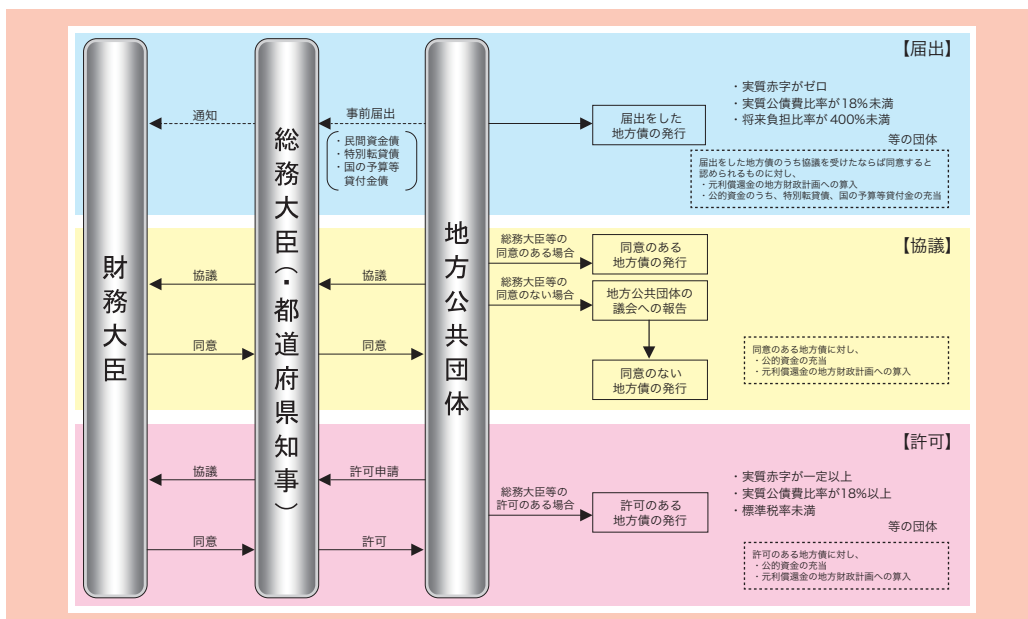 財務大臣
総務大臣（・都道府県知事）
地方公共団体
【届出】
通知
事前届出
・民間資金債
・特別転貸債
・国の予算等
貸付金債
届出をした
地方債の発行
・実質赤字がゼロ
・実質公債費比率が18%未満
・将来負担比率が400%未満
等の団体
届出をした地方債のうち協議を受けたならば同意すると
認められるものに対し、
・元利償還金の地方財政計画への算入
・公的資金のうち、特別転貸債、国の予算等貸付金の充当
【協議】
協議
協議
同意
同意
総務大臣等の
同意のある場合
同意のある
地方債の発行
総務大臣等の
同意のない場合
地方公共団体の
議会への報告
同意のない
地方債の発行
同意のある地方債に対し、
・公的資金の充当
・元利償還金の地方財政計画への算入
【許可】
協議
許可申請
同意
許可
総務大臣等の
許可のある場合
許可のある
地方債の発行
・実質赤字が一定以上
・実質公債費比率が18%以上
・標準税率未満
等の団体
許可のある地方債に対し、
・公的資金の充当
・元利償還金の地方財政計画への算入